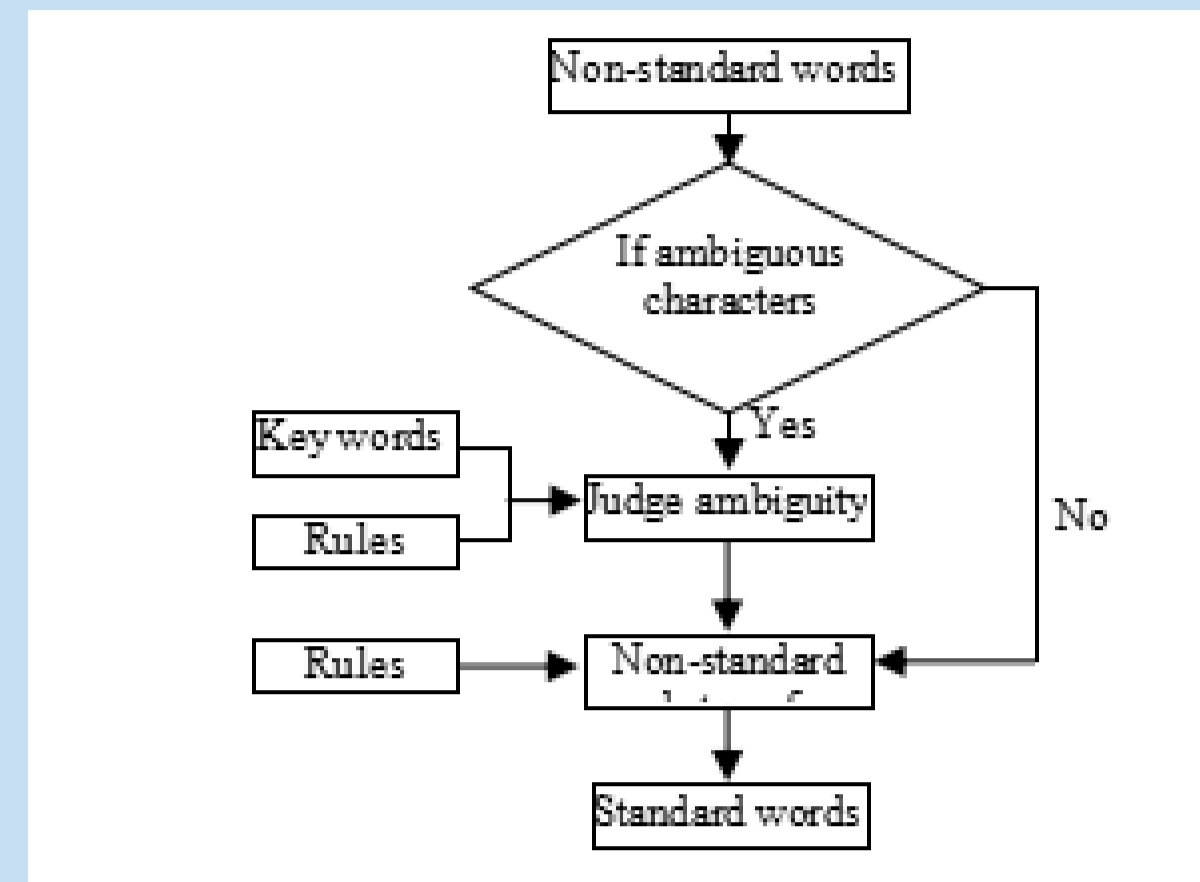 Non-standard words
If ambiguous
characters
Yes
Key words
Judge ambiguity
No
Rules
Rules
Non-standard
Standard words